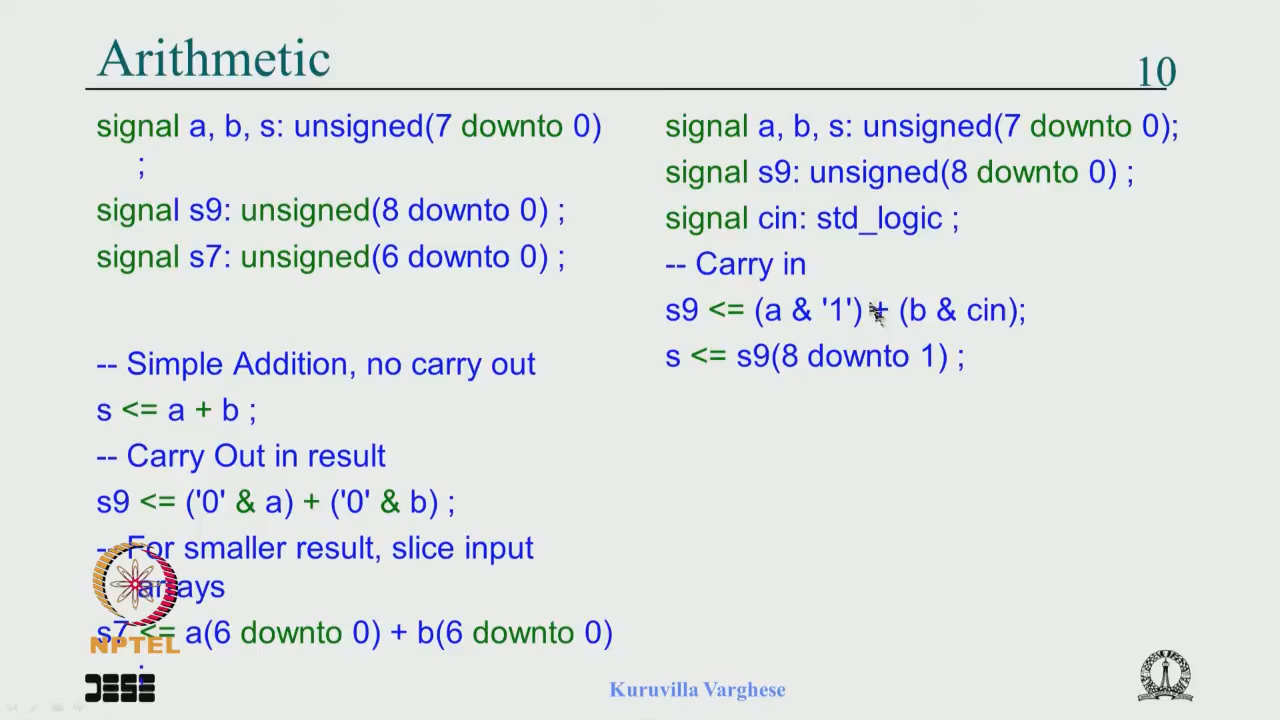 Arithmetic
10
signal a, b, s: unsigned(7 downto 0)
;
signal s9: unsigned(8 downto 0) ;
signal s7: unsigned(6 downto 0) ;
-- Simple Addition, no carry out
s <= a + b ;
-- Carry Out in result
s9 <= ('0' & a) + ('0' & b) ;
-- For smaller result, slice input
arrays
s7 <= a(6 downto 0) + b(6 downto 0)
;
signal a, b, s: unsigned(7 downto 0);
signal s9: unsigned(8 downto 0) ;
signal cin: std_logic ;
-- Carry in
s9 <= (a & '1') + (b & cin);
s <= s9(8 downto 1) ;
NPTEL
DESE
Kuruvilla Varghese